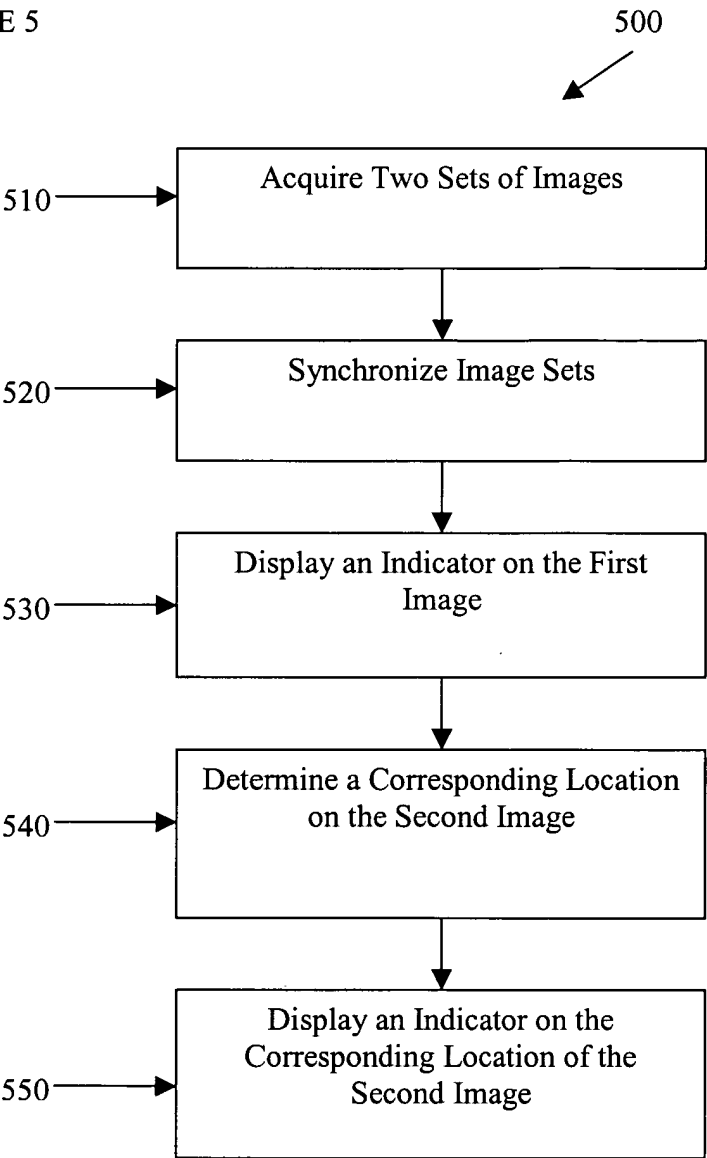 E 5
500
510
Acquire Two Sets of Images
520
Synchronize Image Sets
530
Display an Indicator on the First
Image
540
Determine a Corresponding Location
on the Second Image
550
Display an Indicator on the
Corresponding Location of the
Second Image